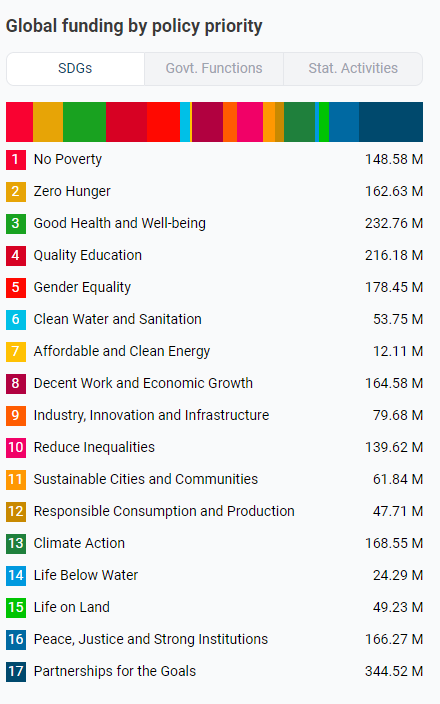 Global funding by policy priority
SDGs Govt. Functions Stat. Activities
1 No Poverty 148.58 M
2 Zero Hunger 162.63 M
3 Good Health and Well-being 232.76 M
4 Quality Education 216.18 M
5 Gender Equality 178.45 M
6 Clean Water and Sanitation 53.75 M
7 Affordable and Clean Energy 12.11 M
8 Decent Work and Economic Growth 164.58 M
9 Industry, Innovation and Infrastructure 79.68 M
10 Reduce Inequalities 139.62 M
11 Sustainable Cities and Communities 61.84 M
12 Responsible Consumption and Production 47.71 M
13 Climate Action 168.55 M
14 Life Below Water 24.29 M
15 Life on Land 49.23 M
16 Peace, Justice and Strong Institutions 166.27 M
17 Partnerships for the Goals 344.52 M